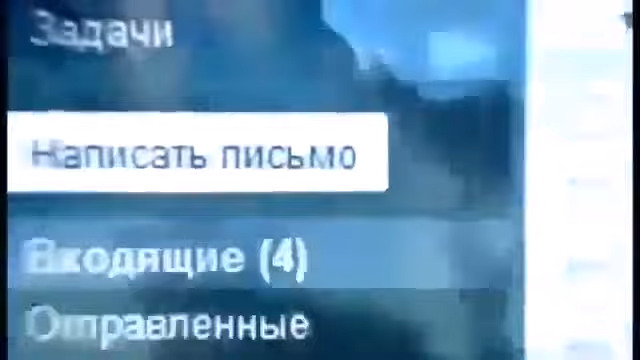 Задачи
Написать письмо
Входящие (4)
Отправленные